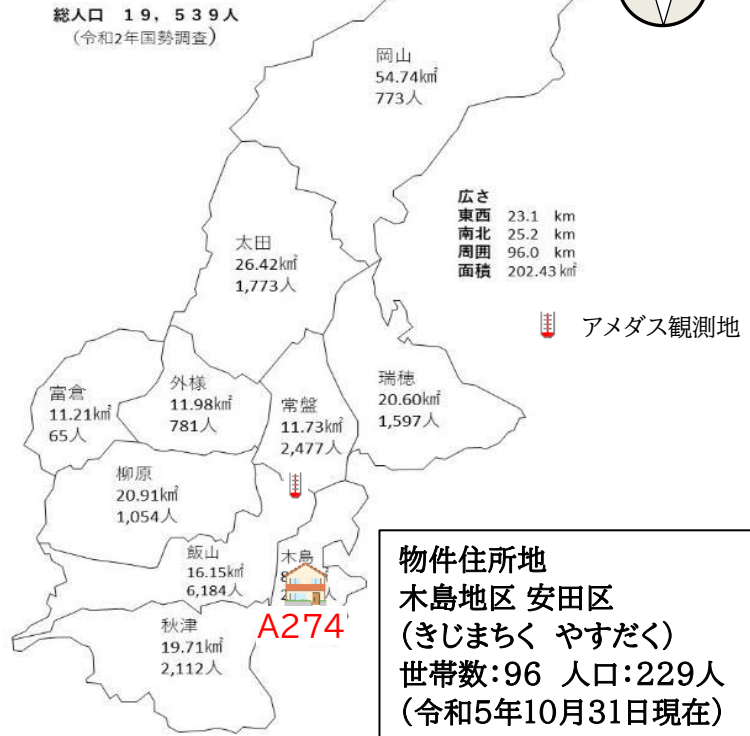 総人口 19,539人
(令和2年国勢調査)
岡山
54.74㎢
773人
広さ
東西 23.1 km
南北 25.2 km
周囲 96.0 km
面積 202.43㎢
太田
26.42㎢
1,773人
アメダス観測地
富倉
11.21㎢
65人
外様
11.98㎢
781人
常盤
11.73㎢
2,477人
瑞穂
20.60㎢
1,597人
柳原
20.91㎢
1,054人
飯山
16.15㎢
6,184人
木島
A274
秋津
19.71㎢
2,112人
物件住所地
木島地区 安田区
(きじまちく やすだく)
世帯数:96 人口:229人
(令和5年10月31日現在)